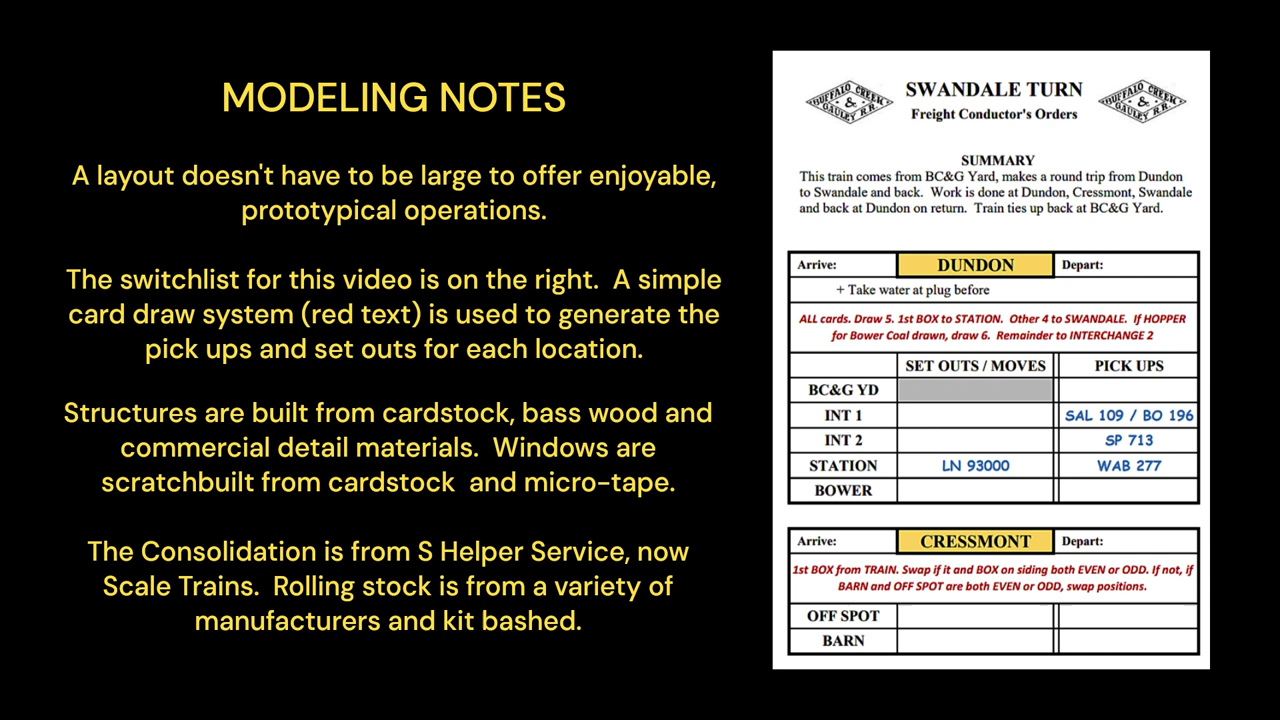 MODELING NOTES
A layout doesn't have to be large to offer enjoyable,
prototypical operations.
The switchlist for this video is on the right.  A simple
card draw system (red text) is used to generate the
pick ups and set outs for each location.
Structures are built from cardstock, bass wood and
commercial detail materials.  Windows are
scratchbuilt from cardstock  and micro-tape.
The Consolidation is from S Helper Service, now
Scale Trains.  Rolling stock is from a variety of
manufacturers and kit bashed.
BUFFALO CREEK
&
GAULEY R.R.
SWANDALE TURN
Freight Conductor's Orders
BUFFALO CREEK
&
GAULEY R.R.
SUMMARY
This train comes from BC&G Yard, makes a round trip from Dundon
to Swandale and back.  Work is done at Dundon, Cressmont, Swandale
and back at Dundon on return.  Train ties up back at BC&G Yard.
Arrive: DUNDON Depart:
+ Take water at plug before
ALL cards. Draw 5. 1st BOX to STATION.  Other 4 to SWANDALE.  If HOPPER
for Bower Coal drawn, draw 6.  Remainder to INTERCHANGE 2
SET OUTS / MOVES PICK UPS
BC&G YD
INT 1 SAL 109 / BO 196
INT 2 SP 713
STATION LN 93000 WAB 277
BOWER
Arrive: CRESSMONT Depart:
1st BOX from TRAIN. Swap if it and BOX on siding both EVEN or ODD. If not, if
BARN and OFF SPOT are both EVEN or ODD, swap positions.
OFF SPOT
BARN